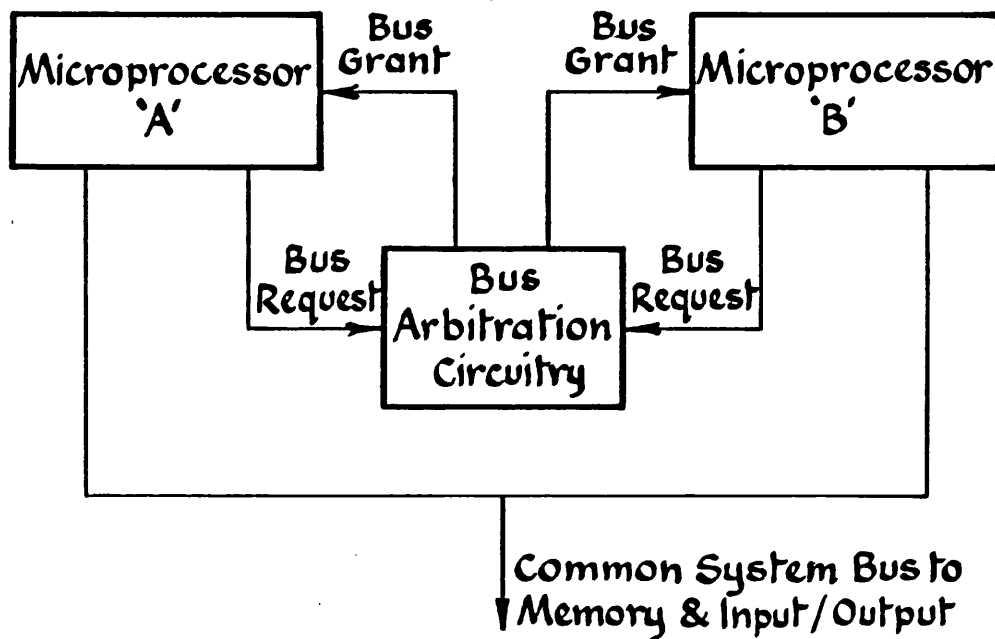 Microprocessor
'A'
Bus
Grant
Bus
Grant
Microprocessor
'B'
Bus
Request
Bus
Arbitration
Circuitry
Bus
Request
Common System Bus to
Memory & Input/Output